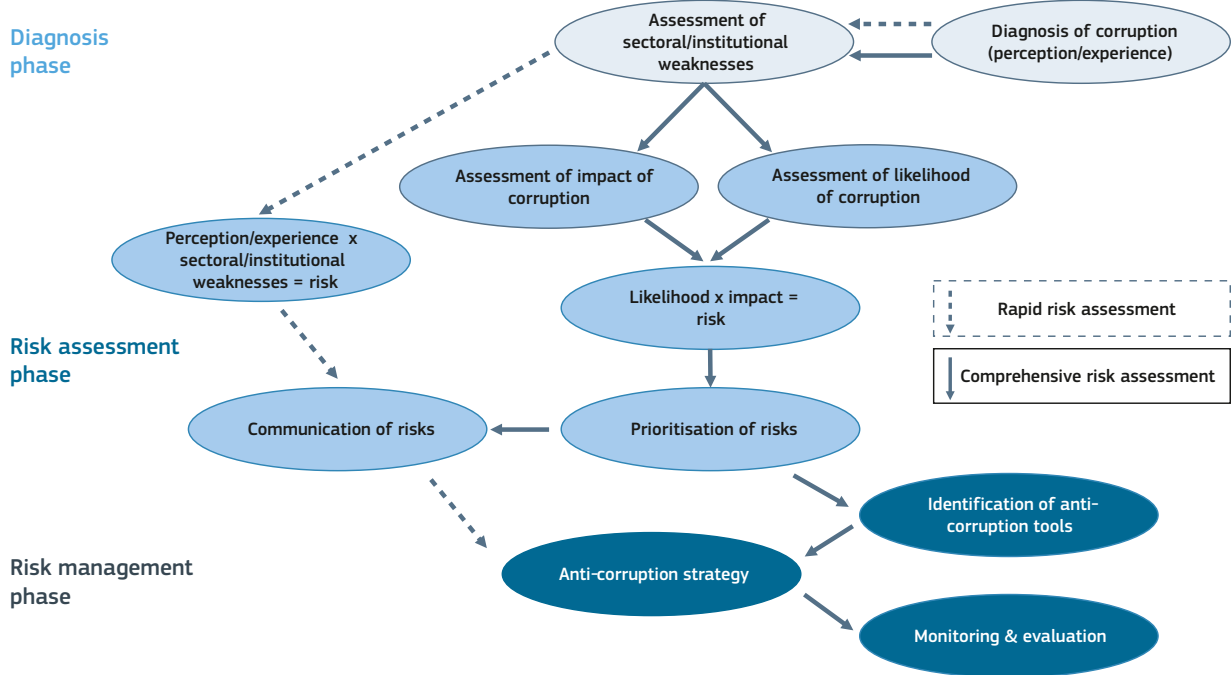 Diagnosis
phase
Assessment of
sectoral/institutional
weaknesses
Diagnosis of corruption
(perception/experience)
Assessment of impact of
corruption
Assessment of likelihood
of corruption
Perception/experience x
sectoral/institutional
weaknesses = risk
Likelihood x impact =
risk
Rapid risk assessment
Comprehensive risk assessment
Risk assessment
phase
Communication of risks
Prioritisation of risks
Identification of anti-
corruption tools
Risk management
phase
Anti-corruption strategy
Monitoring & evaluation